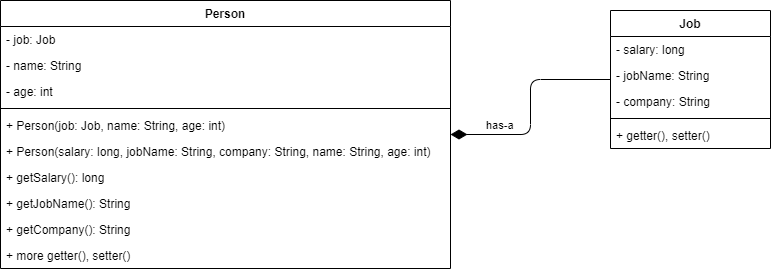 Person
- job: Job
- name: String
- age: int
+ Person(job: Job, name: String, age: int)
+ Person(salary: long, jobName: String, company: String, name: String, age: int)
+ getSalary(): long
+ getJobName(): String
+ getCompany(): String
+ more getter(), setter()
has-a
Job
- salary: long
- jobName: String
- company: String
+ getter(), setter()